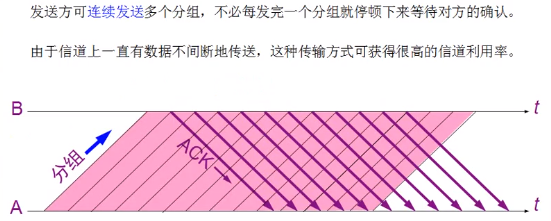 发送方可连续发送多个分组，不必每发完一个分组就停顿下来等待对方的确认。
由于信道上一直有数据不间断地传送，这种传输方式可获得很高的信道利用率。
B
t
分组
ACK
A
t